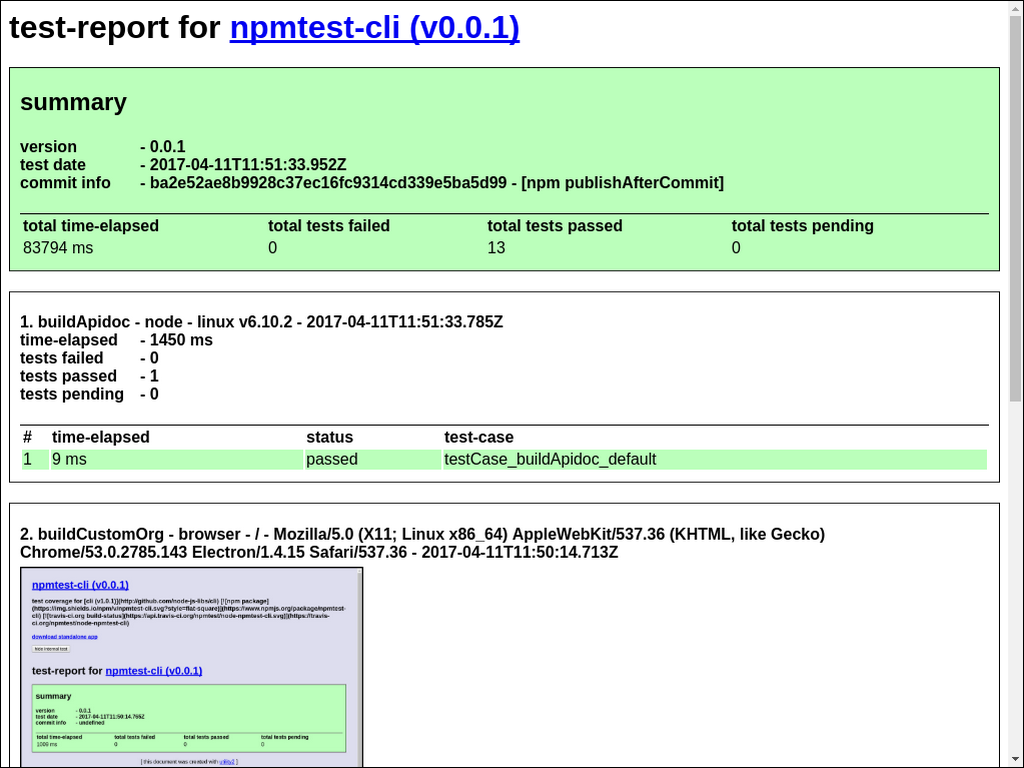 test-report for npmtest-cli (v0.0.1)
summary
version - 0.0.1
test date - 2017-04-11T11:51:33.952Z
commit info - ba2e52ae8b9928c37ec16fc9314cd339e5ba5d99 - [npm publishAfterCommit]
total time-elapsed total tests failed total tests passed total tests pending
83794 ms 0 13 0
1. buildApidoc - node - linux v6.10.2 - 2017-04-11T11:51:33.785Z
time-elapsed - 1450 ms
tests failed - 0
tests passed - 1
tests pending - 0
# time-elapsed status test-case
1 9 ms passed testCase_buildApidoc_default
2. buildCustomOrg - browser - / - Mozilla/5.0 (X11; Linux x86_64) AppleWebKit/537.36 (KHTML, like Gecko)
Chrome/53.0.2785.143 Electron/1.4.15 Safari/537.36 - 2017-04-11T11:50:14.713Z
npmtest-cli (v0.0.1)
test coverage for [cli (v1.0.1)](http://github.com/node-js-libs/cli) [![npm package]
(https://img.shields.io/npm/v/npmtest-cli.svg?style=flat-square)](https://www.npmjs.org/package/npmtest-
cli) [![travis-ci.org build-status](https://api.travis-ci.org/npmtest/node-npmtest-cli.svg)](https://travis-
ci.org/npmtest/node-npmtest-cli)
download standalone app
hide internal test
test-report for npmtest-cli (v0.0.1)
summary
version - 0.0.1
test date - 2017-04-11T11:50:14.765Z
commit info - undefined
total time-elapsed total tests failed total tests passed total tests pending
1009 ms 0 0 0
[ this document was created with utility2 ]